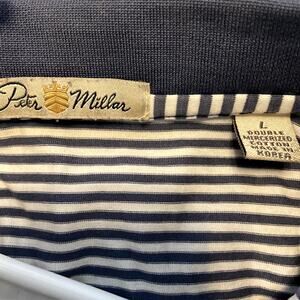 Peter Millar
L
DOUBLE
MERCERIZED
COTTON
MADE IN
KOREA